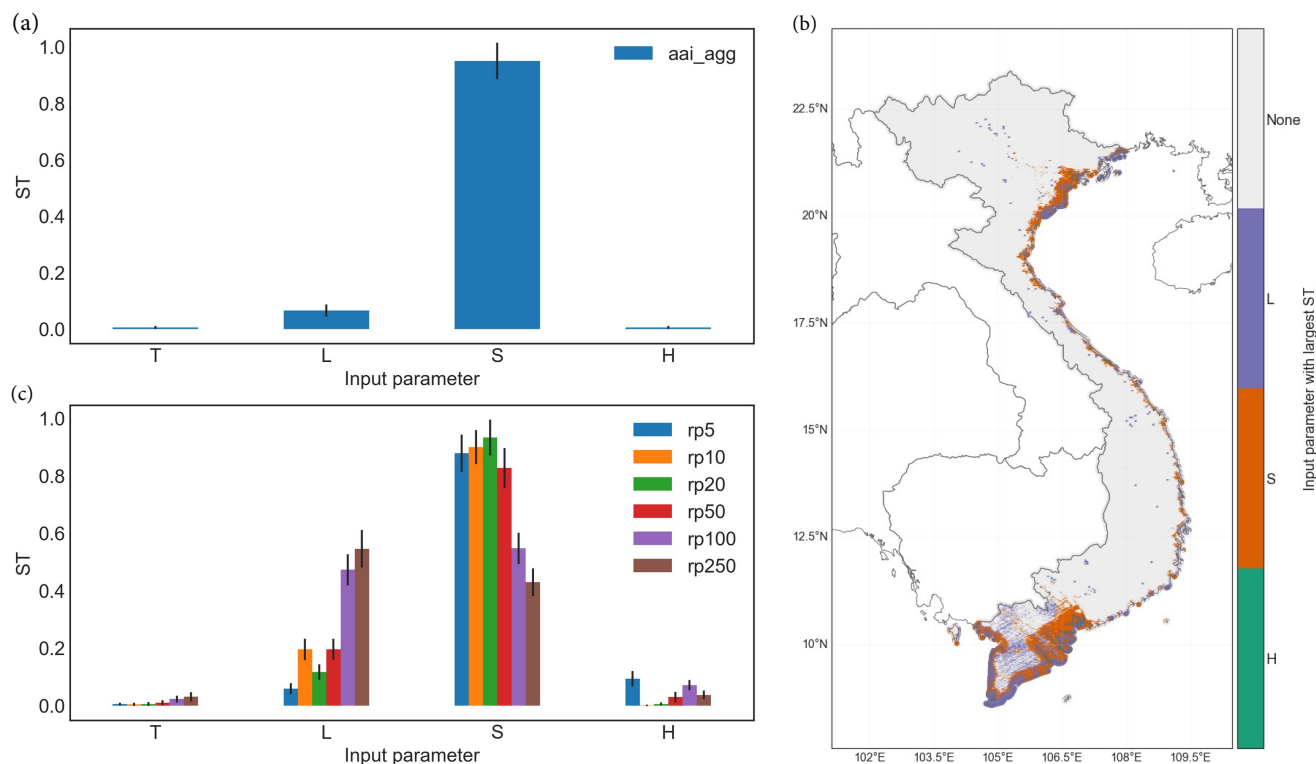 (a)
1.0
0.8
0.6
0.4
0.2
0.0
ST
aai_agg
T L S H
Input parameter
(c)
1.0
0.8
0.6
0.4
0.2
0.0
ST
rp5
rp10
rp20
rp50
rp100
rp250
T L S H
Input parameter
(b)
22.5°N
20°N
17.5°N
15°N
12.5°N
10°N
102°E 103.5°E 105°E 106.5°E 108°E 109.5°E
None
L
S
H
Input parameter with largest ST